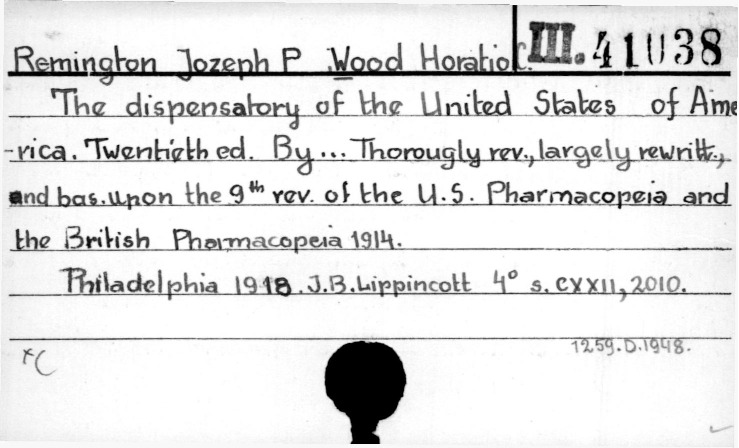 Remington Jozeph P Wood Horatio C. III. 41038
The dispensatory of the United States of Ame
-rica. Twentieth ed. By... Thorougly rev., largely rewritt.,
and bas. upon the 9th rev. of the U.S. Pharmacopeia and
the British Pharmacopeia 1914.
Philadelphia 1918. J.B. Lippincott 4° s. CXXII, 2010.
1259.D.1948.